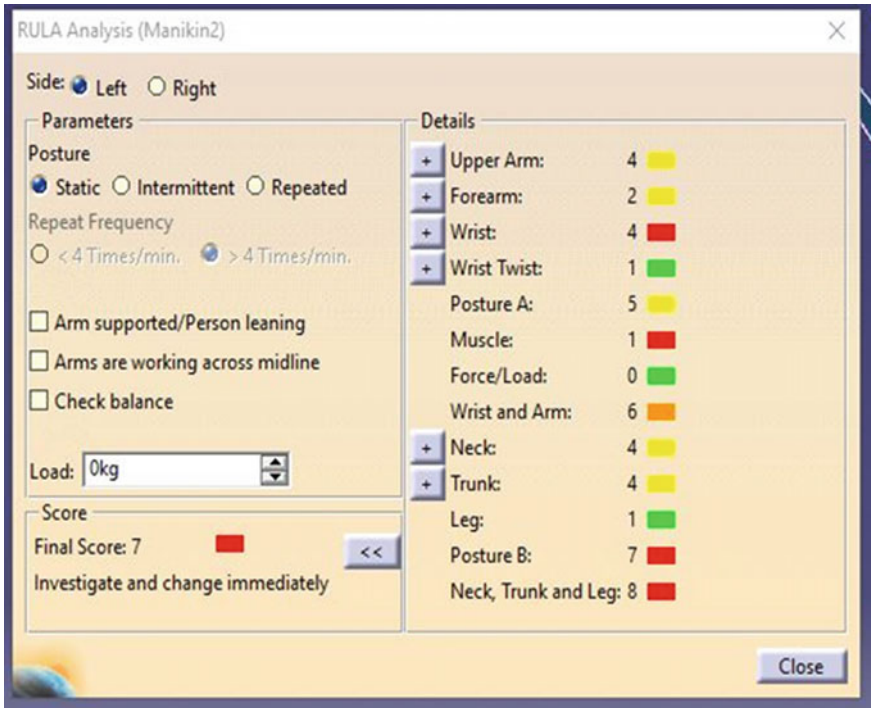 RULA Analysis (Manikin2)
Side: Left Right
Parameters
Posture
Static Intermittent Repeated
Repeat Frequency
< 4 Times/min. > 4 Times/min.
Arm supported/Person leaning
Arms are working across midline
Check balance
Load: 0kg
Score
Final Score: 7
<<
Investigate and change immediately
Details
+ Upper Arm: 4
+ Forearm: 2
+ Wrist: 4
+ Wrist Twist: 1
Posture A: 5
Muscle: 1
Force/Load: 0
Wrist and Arm: 6
+ Neck: 4
+ Trunk: 4
Leg: 1
Posture B: 7
Neck, Trunk and Leg: 8
Close